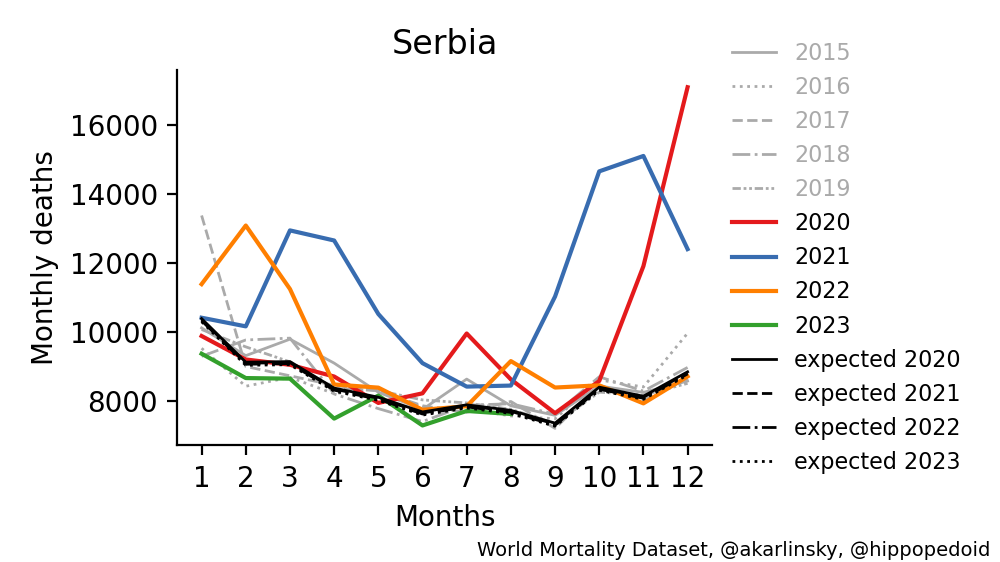 Serbia
Monthly deaths
16000
14000
12000
10000
8000
1 2 3 4 5 6 7 8 9 10 11 12
Months
2015
2016
2017
2018
2019
2020
2021
2022
2023
expected 2020
expected 2021
expected 2022
expected 2023
World Mortality Dataset, @akarlinsky, @hippopedoid